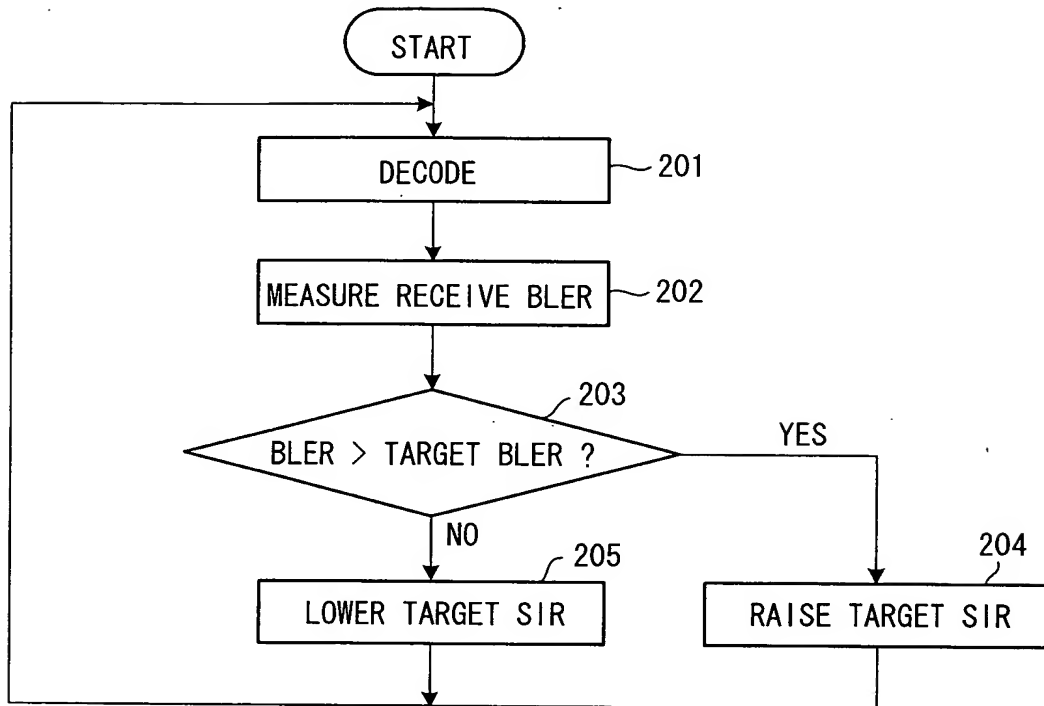 START
DECODE
201
MEASURE RECEIVE BLER
202
203
BLER > TARGET BLER ?
YES
NO
205
204
LOWER TARGET SIR
RAISE TARGET SIR